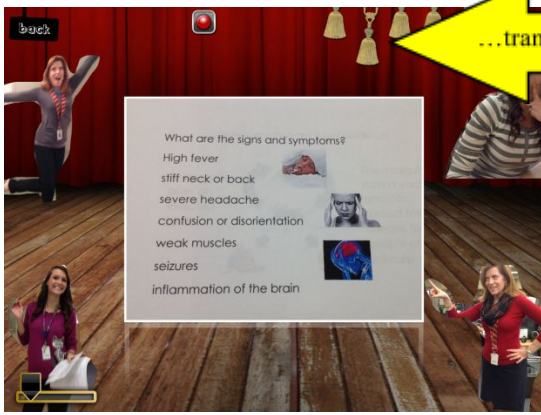 back
...tran
What are the signs and symptoms?
High fever
stiff neck or back
severe headache
confusion or disorientation
weak muscles
seizures
inflammation of the brain